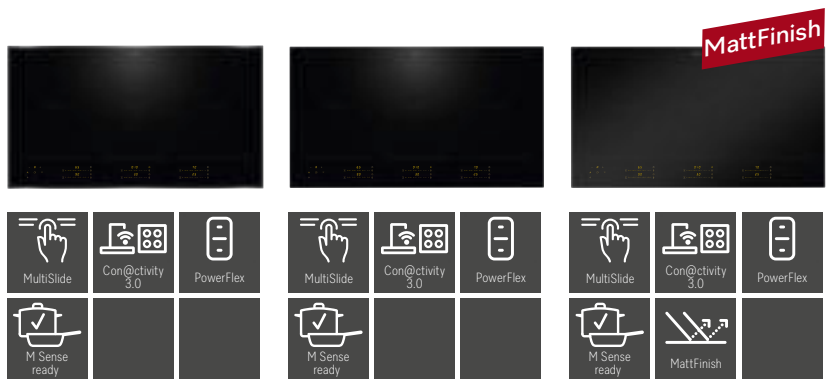 MattFinish
MultiSlide
Con@ctivity
3.0
PowerFlex
MultiSlide
Con@ctivity
3.0
PowerFlex
MultiSlide
Con@ctivity
3.0
PowerFlex
M Sense
ready
M Sense
ready
M Sense
ready
MattFinish